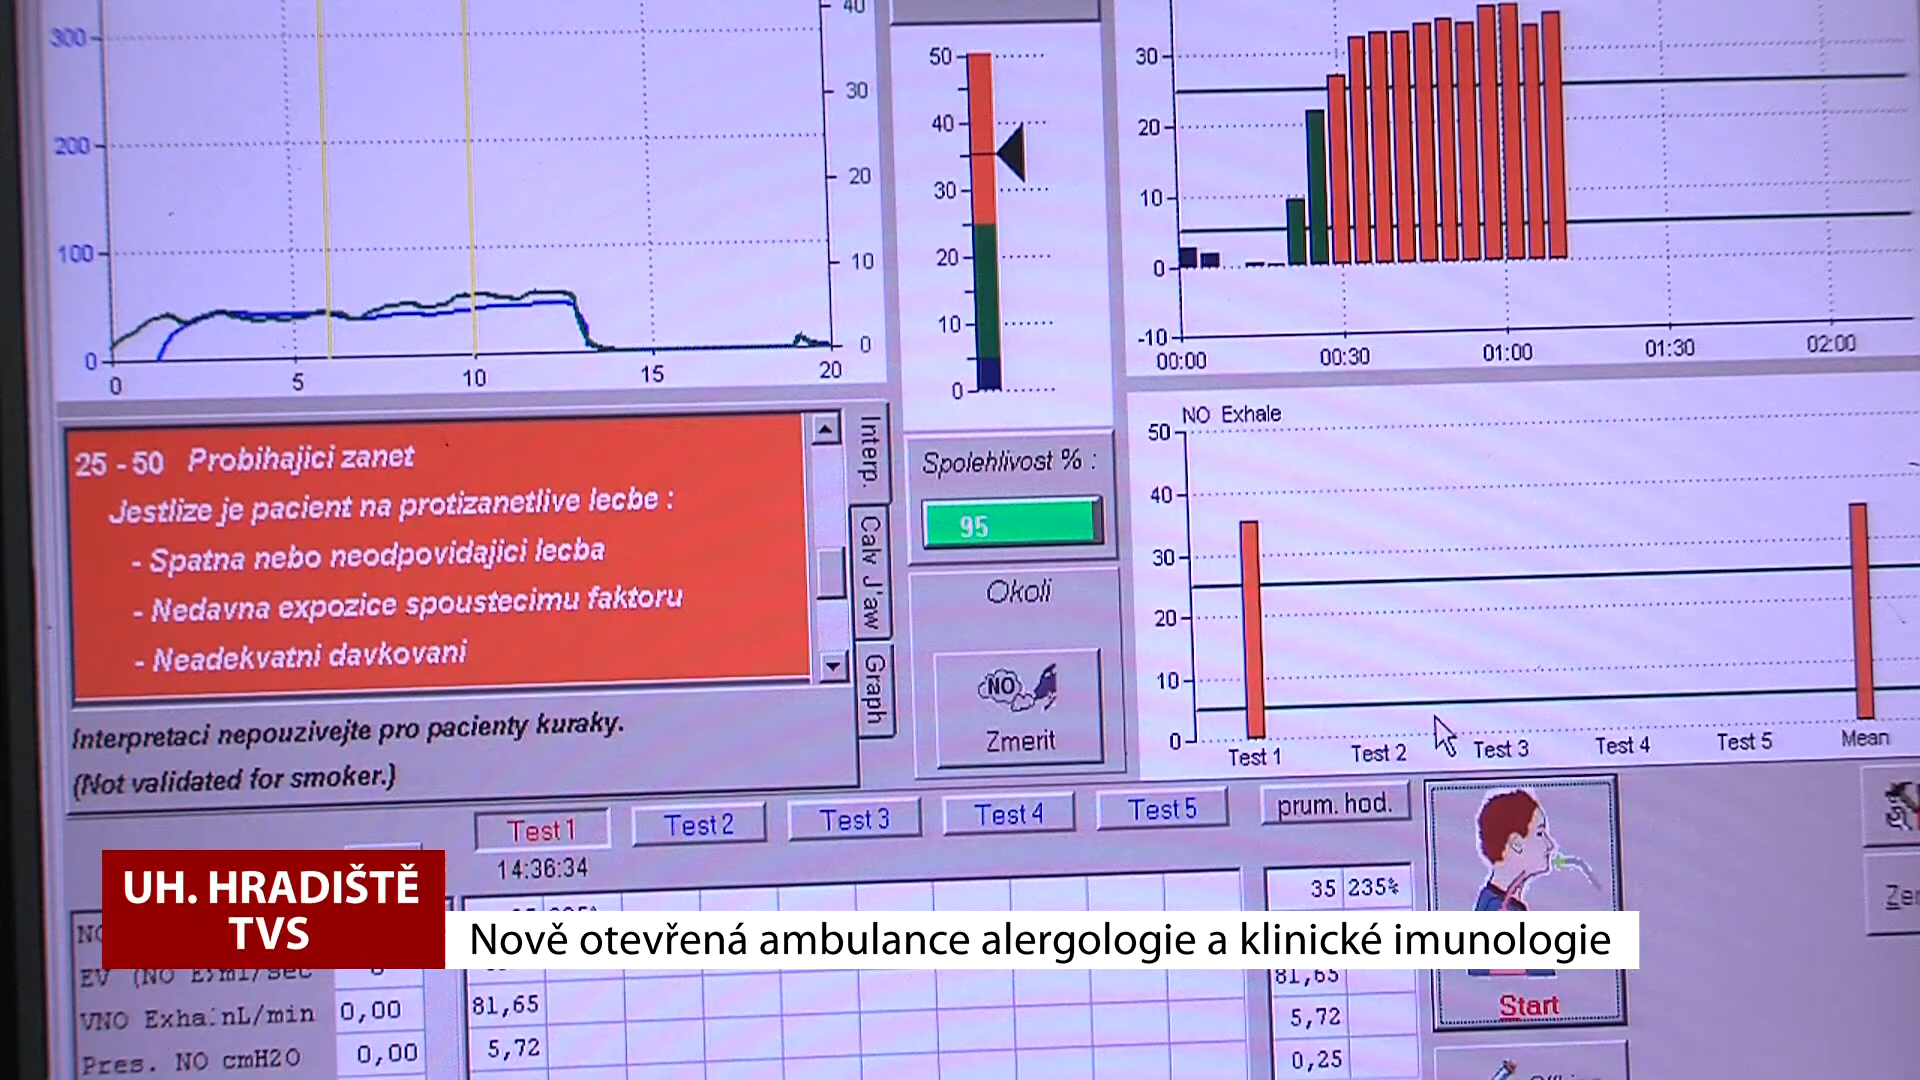 300
200
100
0
0
5
10
15
20
40
30
20
10
0
50
40
30
20
10
0
30
20
10
0
-10
00:00
00:30
01:00
01:30
02:00
25 - 50 Probihajici zanet
Jestlize je pacient na protizanetlive lecbe :
- Spatna nebo neodpovidajici lecba
- Nedavna expozice spoustecimu faktoru
- Neadekvatni davkovani
Interpretaci nepouzivejte pro pacienty kuraky.
(Not validated for smoker.)
Interp.
Calv J'aw
Graph
Spolehlivost % :
95
Okoli
NO
Zmerit
NO Exhale
50
40
30
20
10
0
Test 1
Test 2
Test 3
Test 4
Test 5
Mean
Test 1
Test 2
Test 3
Test 4
Test 5
prum. hod.
14:36:34
35 235%
UH. HRADIŠTĚ
TVS
Nově otevřená ambulance alergologie a klinické imunologie
81,65
VNO Exha.nL/min 0,00 81,65
5,72
Pres. NO cmH2O 0,00 5,72
0,25
Start